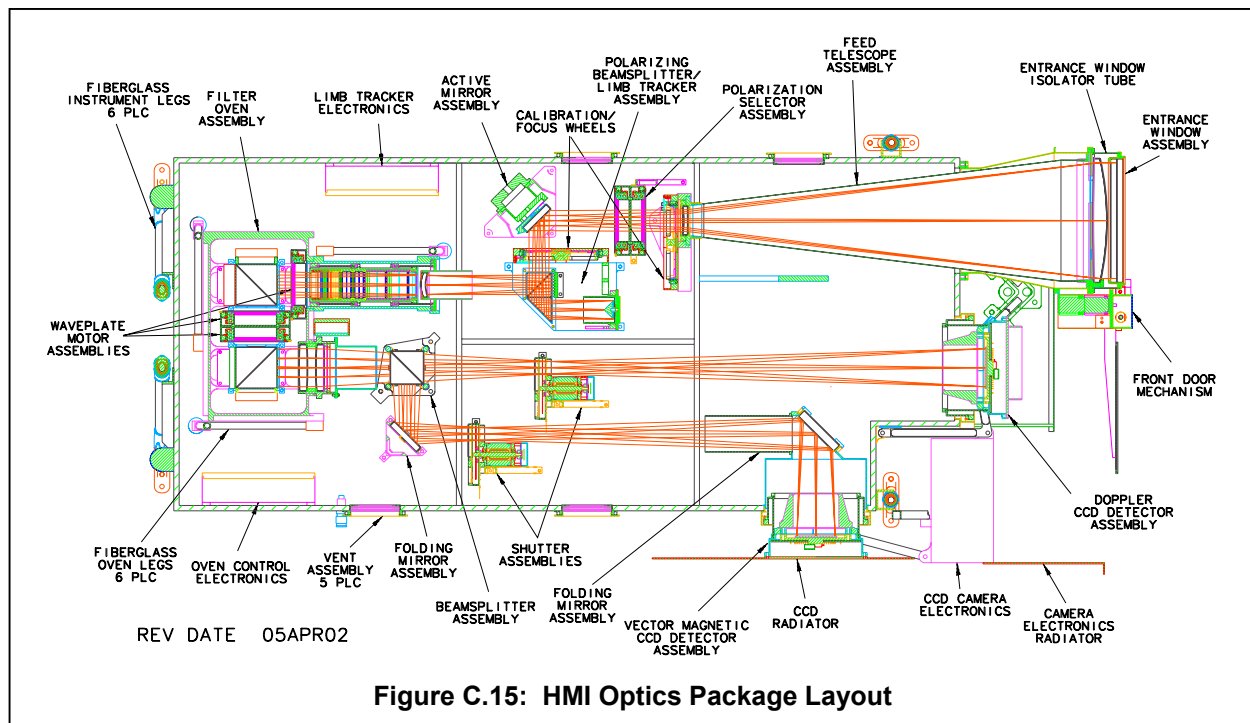 FIBERGLASS
INSTRUMENT LEGS
6 PLC
FILTER
OVEN
ASSEMBLY
LIMB TRACKER
ELECTRONICS
ACTIVE
MIRROR
ASSEMBLY
CALIBRATION/
FOCUS WHEELS
POLARIZING
BEAMSPLITTER/
LIMB TRACKER
ASSEMBLY
POLARIZATION
SELECTOR
ASSEMBLY
FEED
TELESCOPE
ASSEMBLY
ENTRANCE WINDOW
ISOLATOR TUBE
ENTRANCE
WINDOW
ASSEMBLY
WAVEPLATE
MOTOR
ASSEMBLIES
FRONT DOOR
MECHANISM
DOPPLER
CCD DETECTOR
ASSEMBLY
FIBERGLASS
OVEN LEGS
6 PLC
OVEN CONTROL
ELECTRONICS
VENT
ASSEMBLY
5 PLC
FOLDING
MIRROR
ASSEMBLY
BEAMSPLITTER
ASSEMBLY
SHUTTER
ASSEMBLIES
FOLDING
MIRROR
ASSEMBLY
VECTOR MAGNETIC
CCD DETECTOR
ASSEMBLY
CCD
RADIATOR
CCD CAMERA
ELECTRONICS
CAMERA
ELECTRONICS
RADIATOR
REV DATE 05APR02
Figure C.15: HMI Optics Package Layout